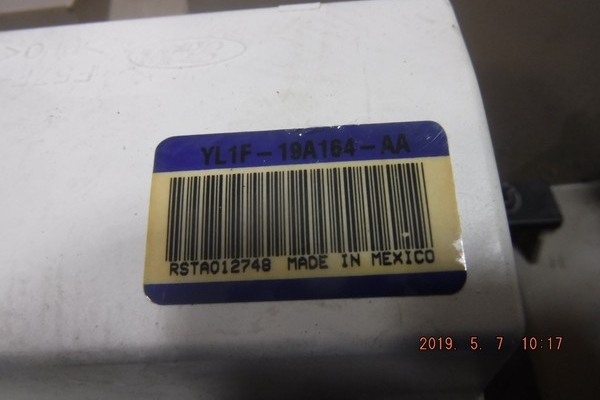 YL1F-19A164-AA
RSTA012748 MADE IN MEXICO
2019. 5. 7 10:17